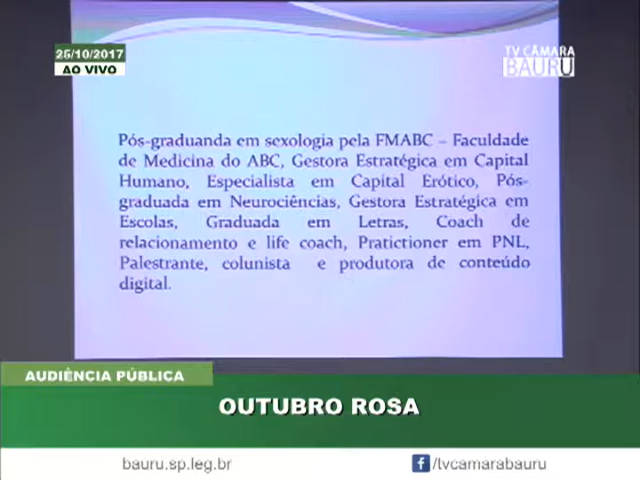 25/10/2017
AO VIVO
TV CÂMARA
BAURU
Pós-graduanda em sexologia pela FMABC – Faculdade
de Medicina do ABC, Gestora Estratégica em Capital
Humano, Especialista em Capital Erótico, Pós-
graduada em Neurociências, Gestora Estratégica em
Escolas, Graduada em Letras, Coach de
relacionamento e life coach, Pratictioner em PNL,
Palestrante, colunista e produtora de conteúdo
digital.
AUDIÊNCIA PÚBLICA
OUTUBRO ROSA
bauru.sp.leg.br
/tvcamarabauru